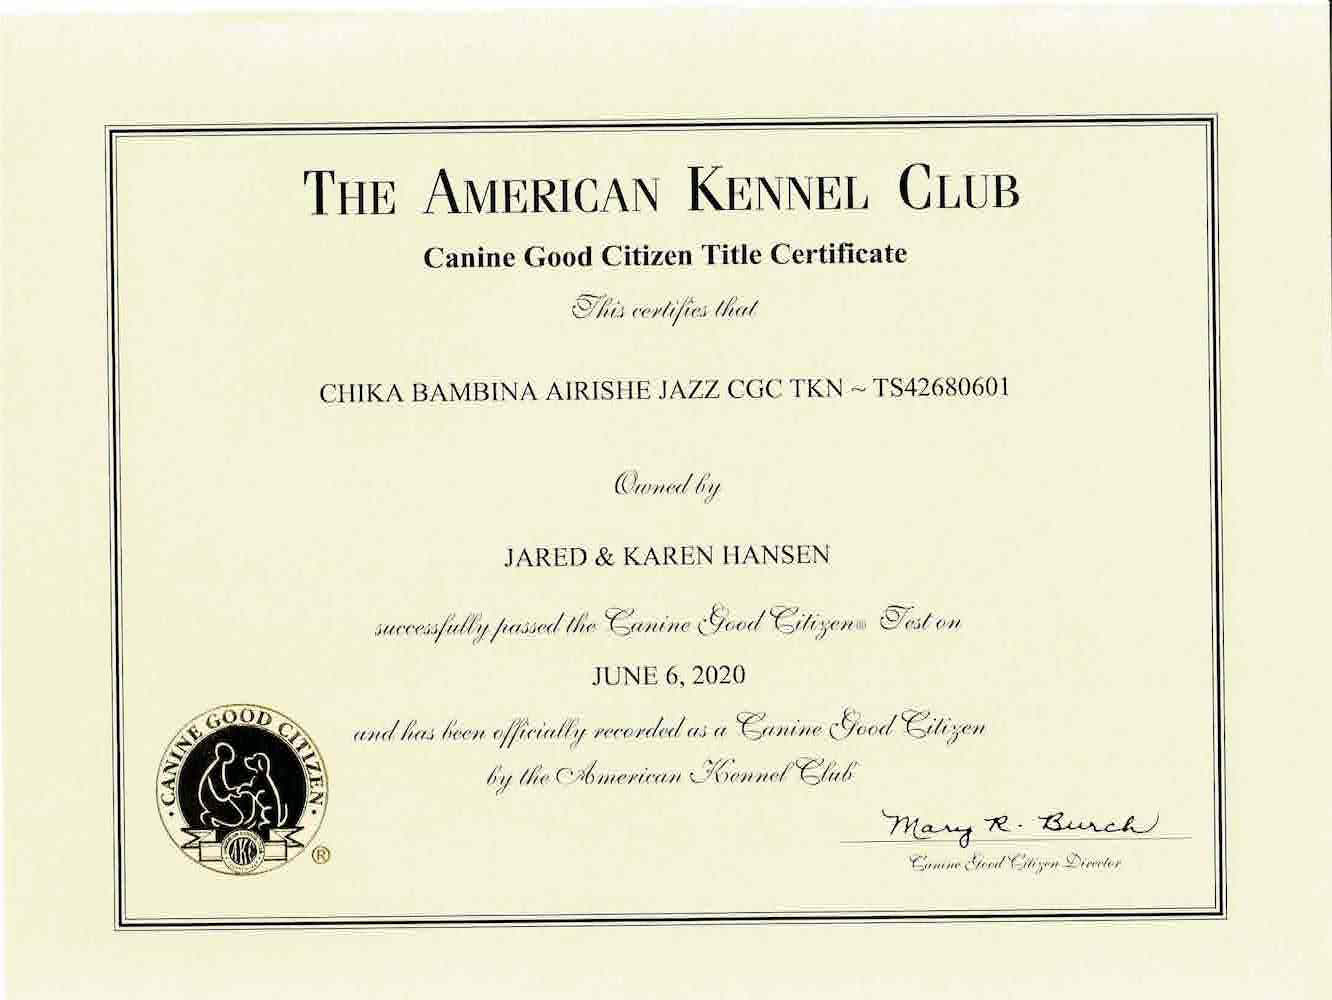 THE AMERICAN KENNEL CLUB
Canine Good Citizen Title Certificate
This certifies that
CHIKA BAMBINA AIRISHE JAZZ CGC TKN ~ TS42680601
Owned by
JARED & KAREN HANSEN
successfully passed the Canine Good Citizen® Test on
JUNE 6, 2020
and has been officially recorded as a Canine Good Citizen
by the American Kennel Club
· CANINE GOOD CITIZEN ·
AKC
®
Mary R. Burch
Canine Good Citizen Director